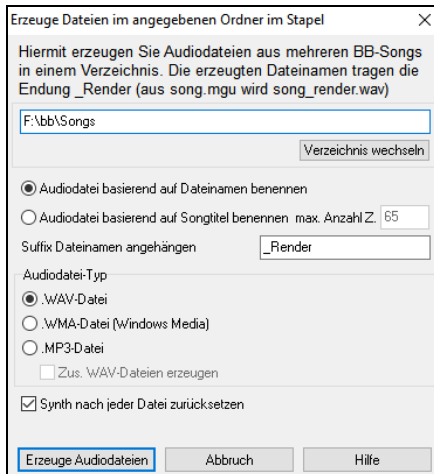 Erzeuge Dateien im angegebenen Ordner im Stapel
Hiermit erzeugen Sie Audiodateien aus mehreren BB-Songs
in einem Verzeichnis. Die erzeugten Dateinamen tragen die
Endung _Render (aus song.mgu wird song_render.wav)
F:\bb\Songs
Verzeichnis wechseln
Audiodatei basierend auf Dateinamen benennen
Audiodatei basierend auf Songtitel benennen max. Anzahl Z. 65
Suffix Dateinamen angehängen _Render
Audiodatei-Typ
.WAV-Datei
.WMA-Datei (Windows Media)
.MP3-Datei
Zus. WAV-Dateien erzeugen
Synth nach jeder Datei zurücksetzen
Erzeuge Audiodateien Abbruch Hilfe